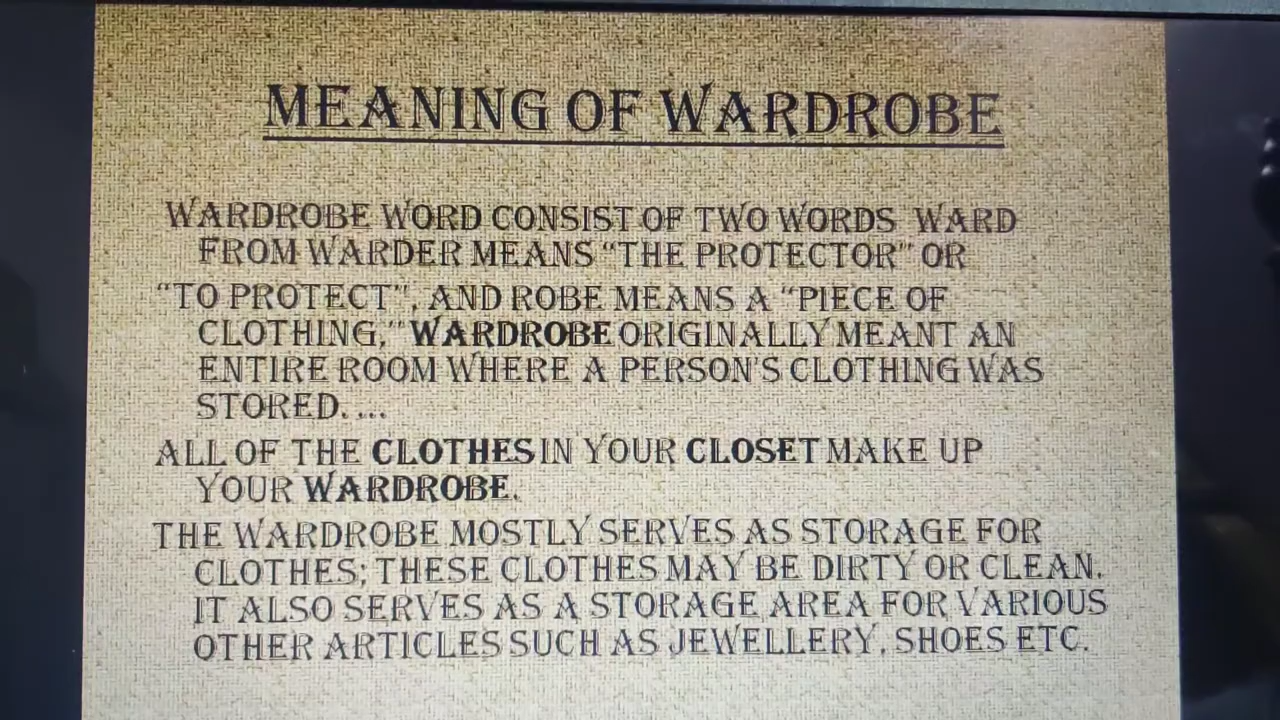 MEANING OF WARDROBE
WARDROBE WORD CONSIST OF TWO WORDS WARD
FROM WARDER MEANS "THE PROTECTOR" OR
"TO PROTECT", AND ROBE MEANS A "PIECE OF
CLOTHING," WARDROBE ORIGINALLY MEANT AN
ENTIRE ROOM WHERE A PERSON'S CLOTHING WAS
STORED. ...
ALL OF THE CLOTHES IN YOUR CLOSET MAKE UP
YOUR WARDROBE.
THE WARDROBE MOSTLY SERVES AS STORAGE FOR
CLOTHES; THESE CLOTHES MAY BE DIRTY OR CLEAN.
IT ALSO SERVES AS A STORAGE AREA FOR VARIOUS
OTHER ARTICLES SUCH AS JEWELLERY, SHOES ETC.